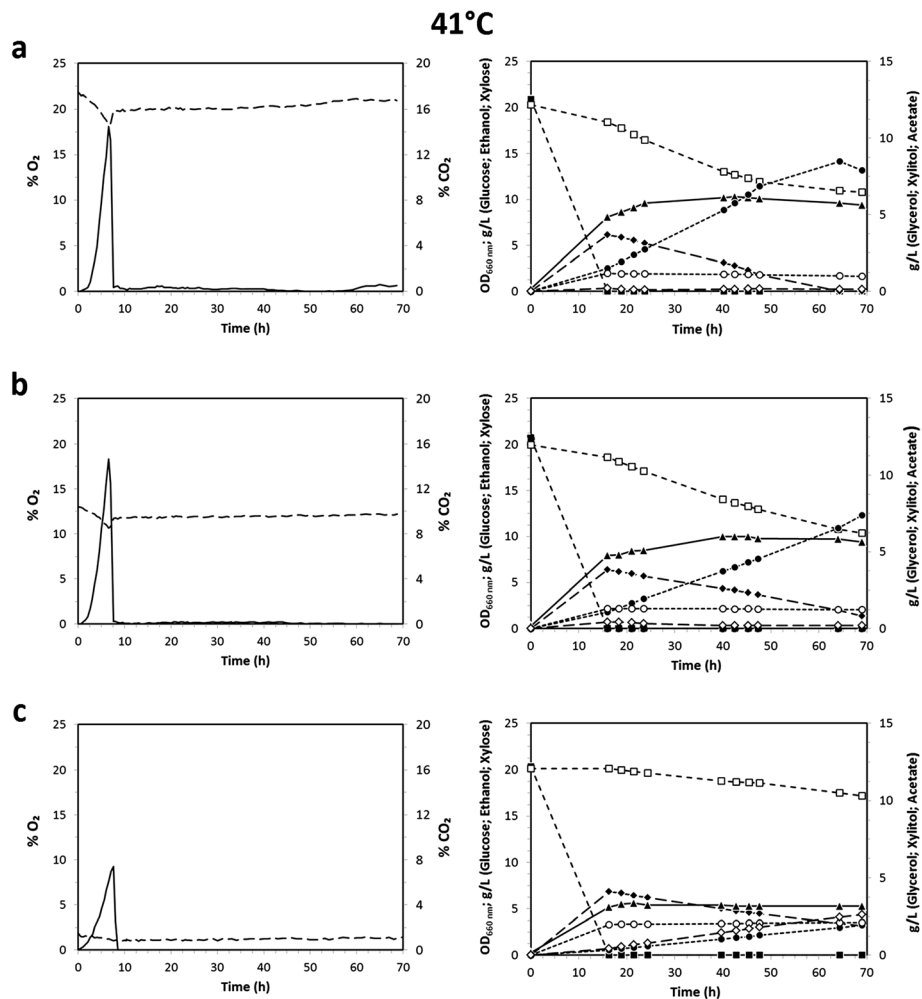 41°C
a
25
20
15
10
5
0
% O₂
20
16
12
8
4
0
% CO₂
0 10 20 30 40 50 60 70
Time (h)
25
20
15
10
5
0
OD660 nm; g/L (Glucose; Ethanol; Xylose)
15
10
5
0
g/L (Glycerol; Xylitol; Acetate)
0 10 20 30 40 50 60 70
Time (h)
b
25
20
15
10
5
0
% O₂
20
16
12
8
4
0
% CO₂
0 10 20 30 40 50 60 70
Time (h)
25
20
15
10
5
0
OD660 nm; g/L (Glucose; Ethanol; Xylose)
15
10
5
0
g/L (Glycerol; Xylitol; Acetate)
0 10 20 30 40 50 60 70
Time (h)
c
25
20
15
10
5
0
% O₂
20
16
12
8
4
0
% CO₂
0 10 20 30 40 50 60 70
Time (h)
25
20
15
10
5
0
OD660 nm; g/L (Glucose; Ethanol; Xylose)
15
10
5
0
g/L (Glycerol; Xylitol; Acetate)
0 10 20 30 40 50 60 70
Time (h)